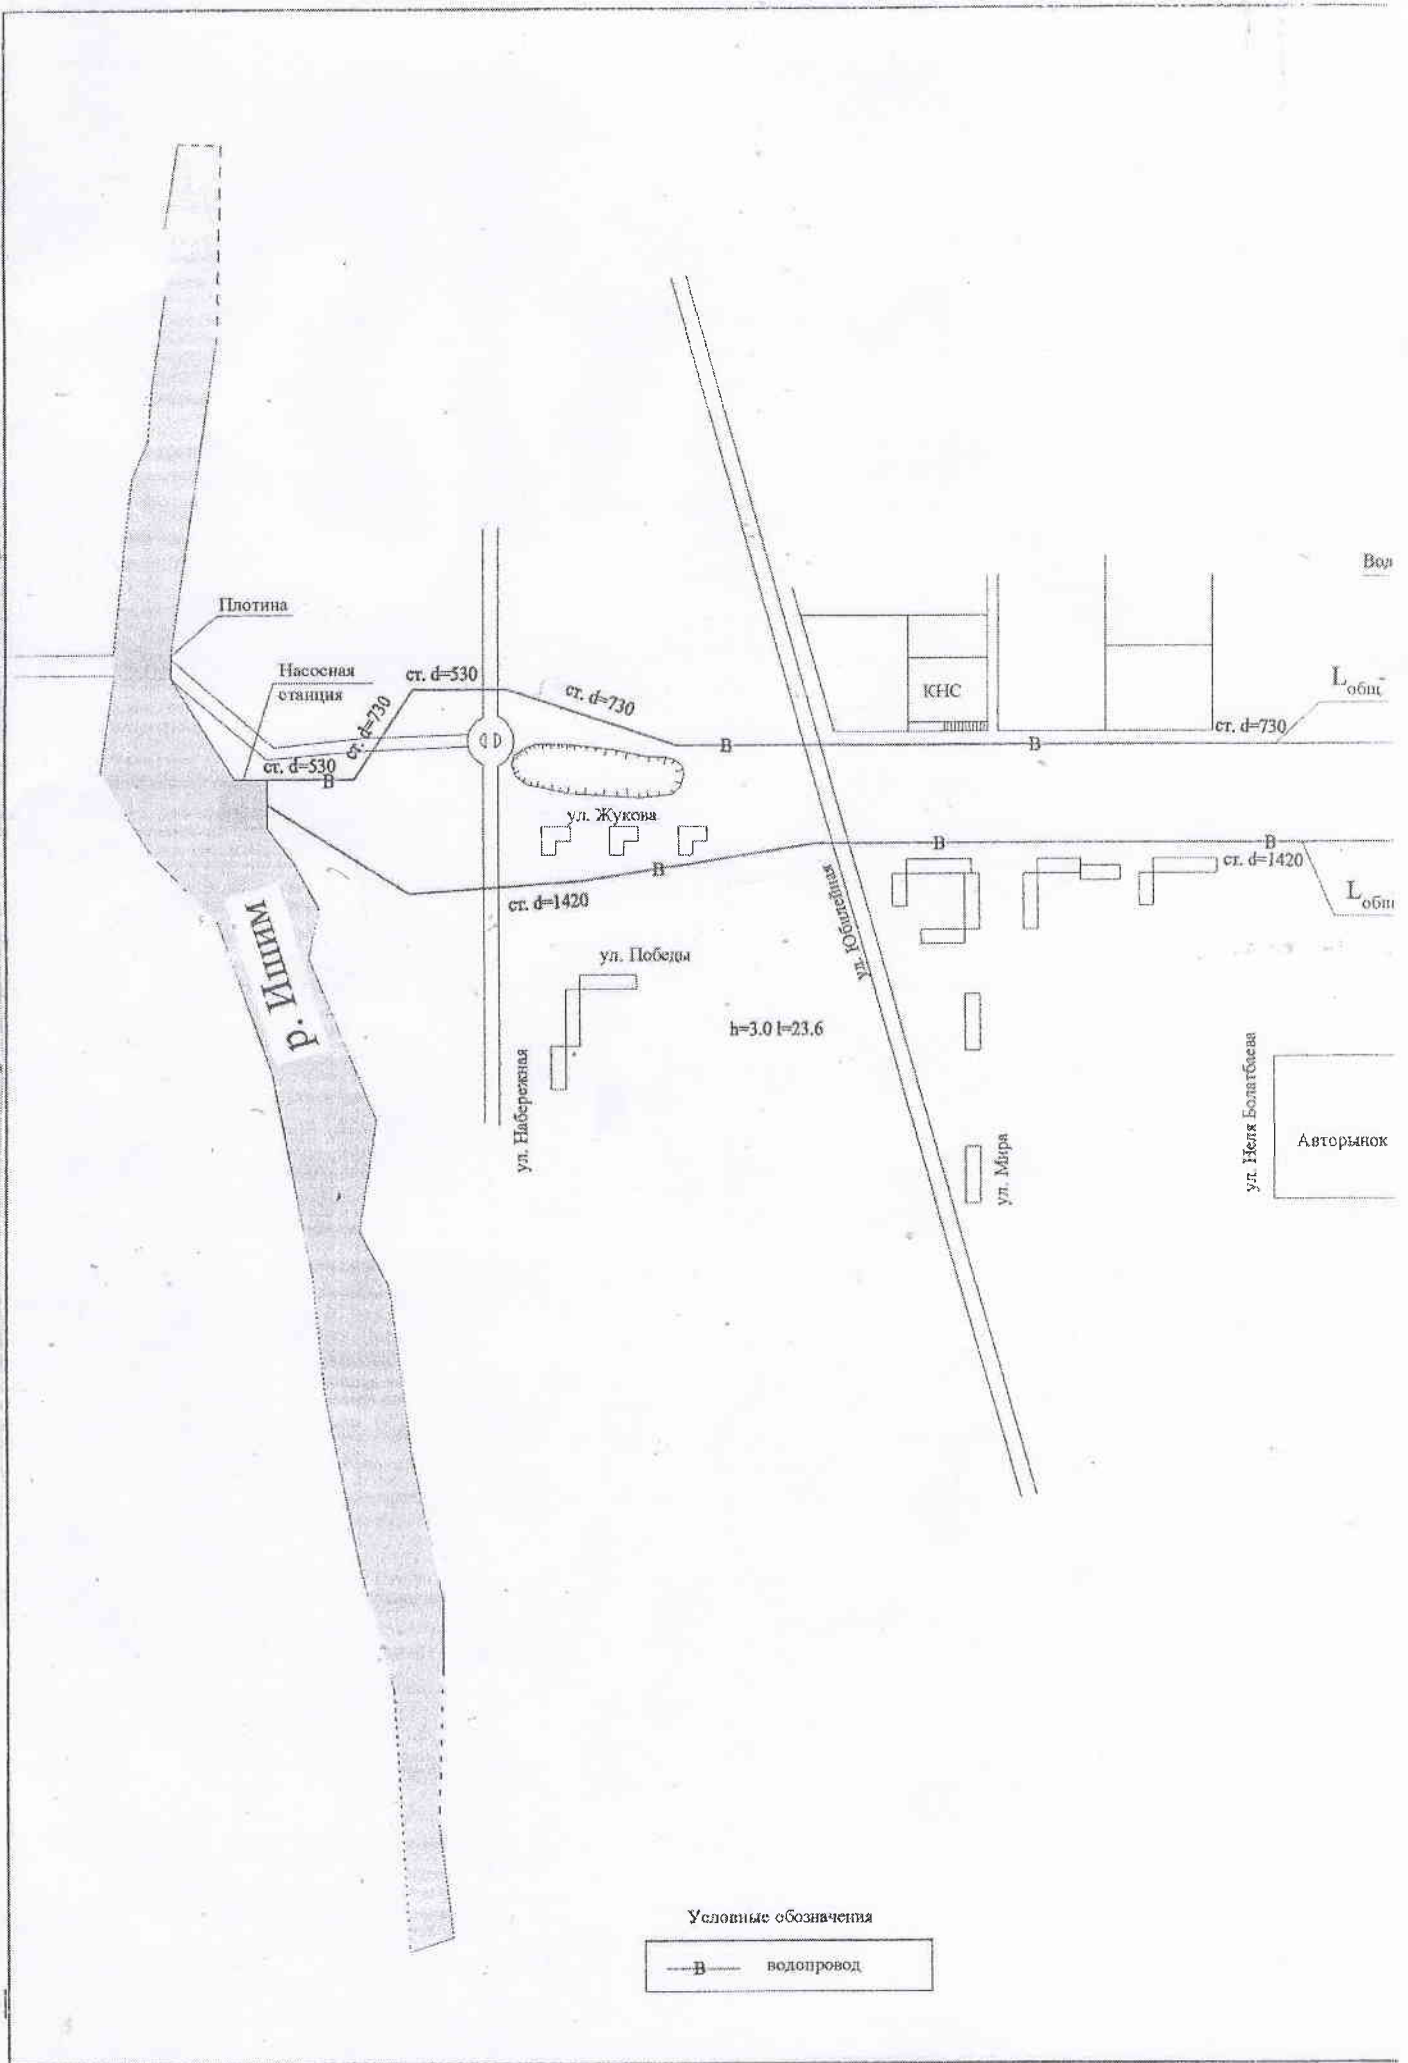 Вод
Плотина
Насосная
станция
ст. d=530
ст. d=730
ст. d=730
КНС
Lобщ-
ст. d=730
ст. d=530
В
В
В
ул. Жукова
В
В
В
ст. d=1420
Lобщ
ст. d=1420
р. Ишим
ул. Победы
ул. Юбилейная
h=3.0 l=23.6
ул. Набережная
ул. Мира
ул. Неля Болатбаева
Авторынок
Условные обозначения
В водопровод